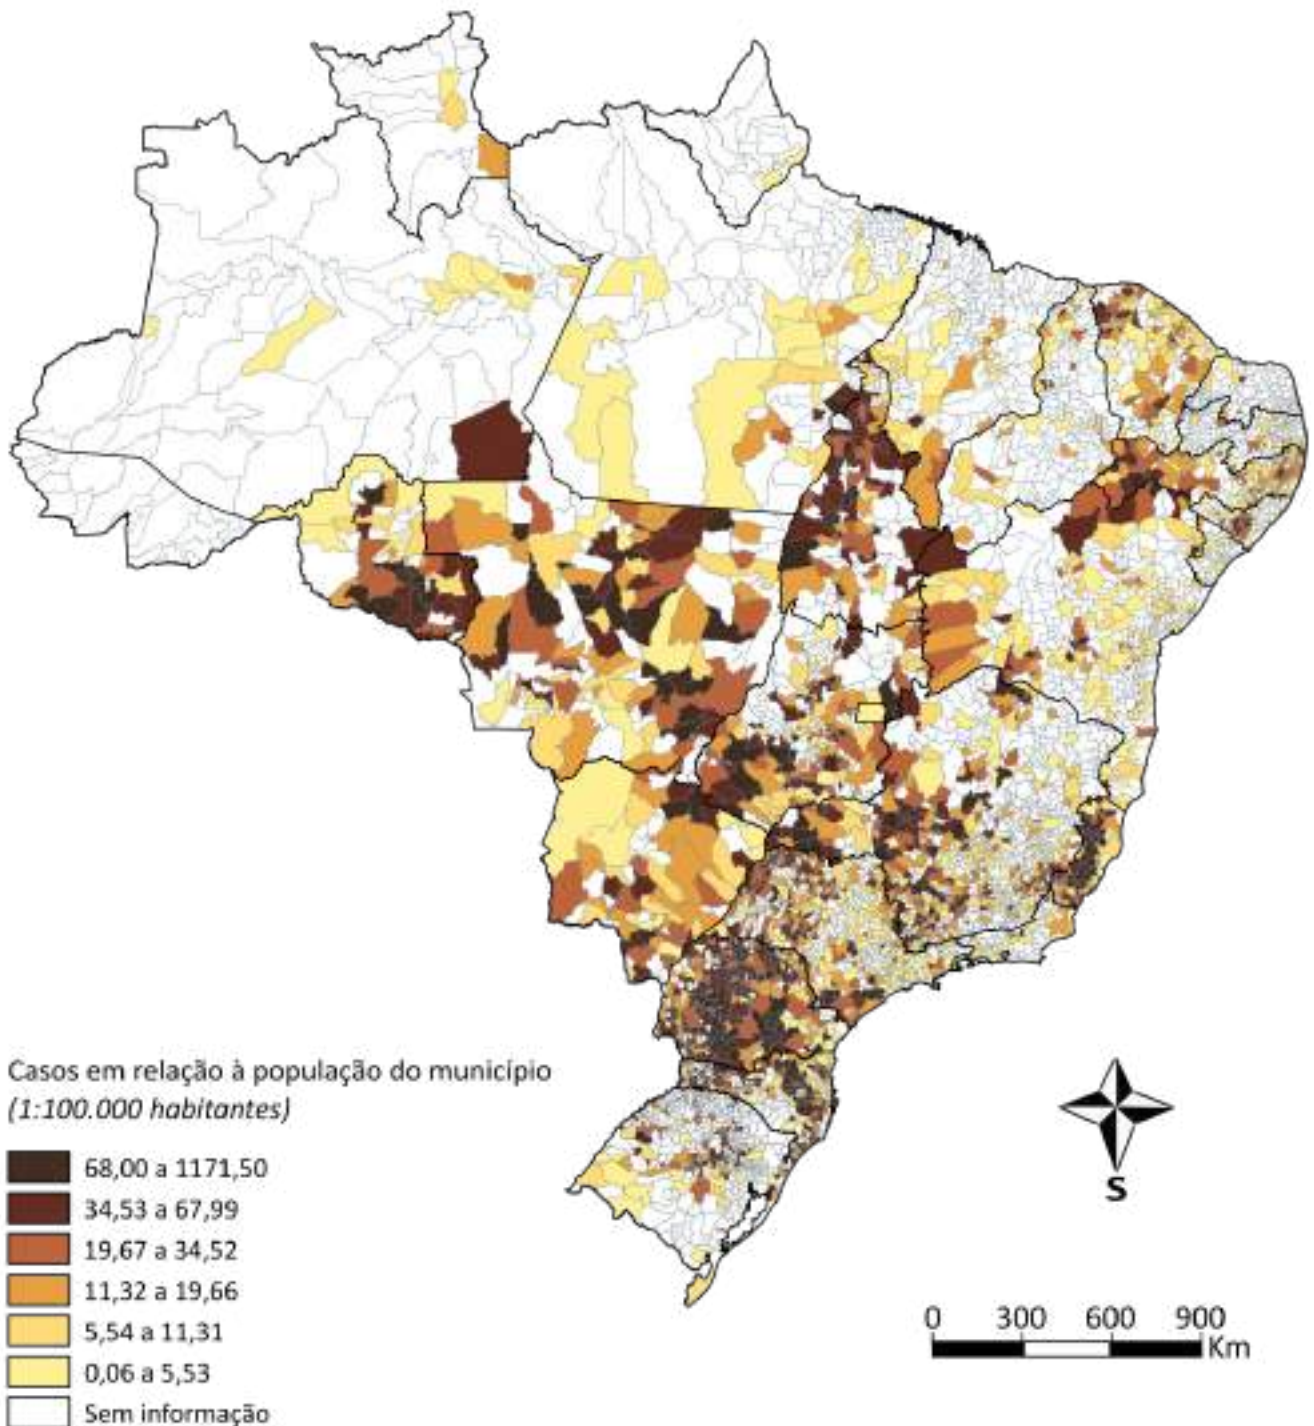 Casos em relação à população do município
(1:100.000 habitantes)
68,00 a 1171,50
34,53 a 67,99
19,67 a 34,52
11,32 a 19,66
5,54 a 11,31
0,06 a 5,53
Sem informação
S
0 300 600 900
Km